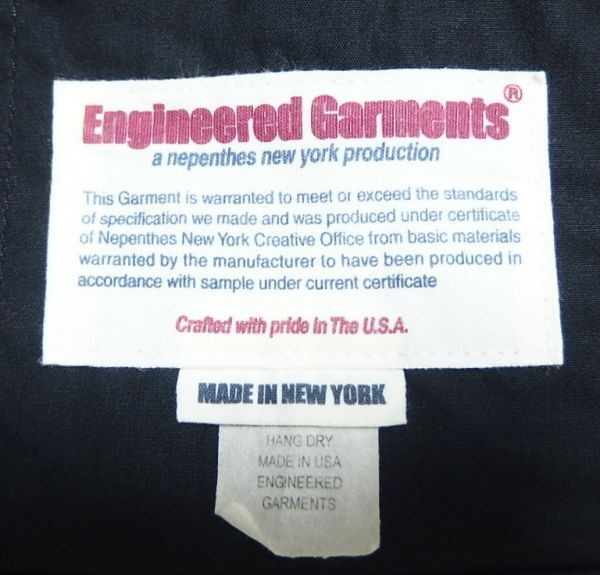 Engineered Garments®
a nepenthes new york production
This Garment is warranted to meet or exceed the standards
of specification we made and was produced under certificate
of Nepenthes New York Creative Office from basic materials
warranted by the manufacturer to have been produced in
accordance with sample under current certificate
Crafted with pride in The U.S.A.
MADE IN NEW YORK
HANG DRY
MADE IN USA
ENGINEERED
GARMENTS